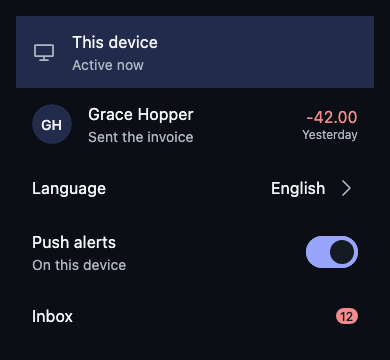 This device
Active now
GH
Grace Hopper
Sent the invoice
-42.00
Yesterday
Language
English
Push alerts
On this device
Inbox
12